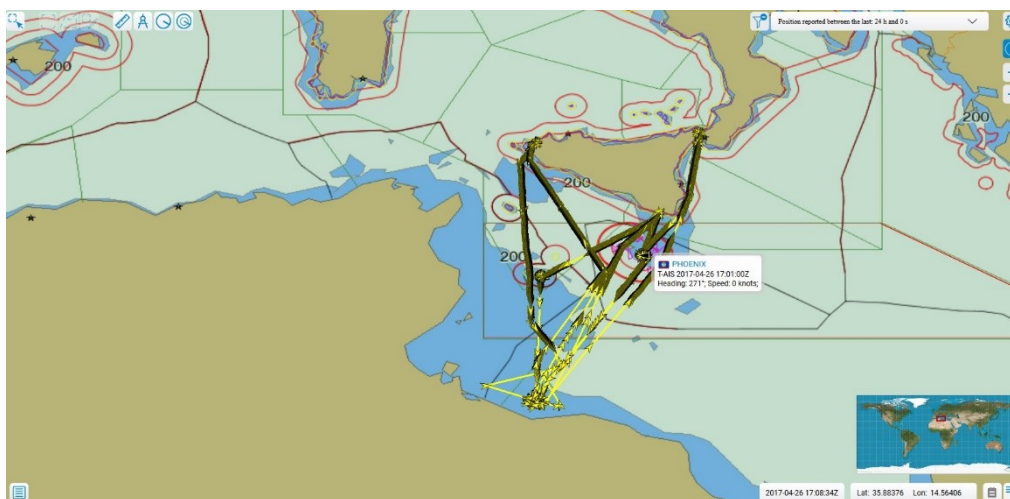 Position reported between the last: 24 h and 0 s
200
200
200
200
PHOENIX
T-AIS 2017-04-26 17:01:00Z
Heading: 271°; Speed: 0 knots;
2017-04-26 17:08:34Z
Lat: 35.88376 Lon: 14.56406